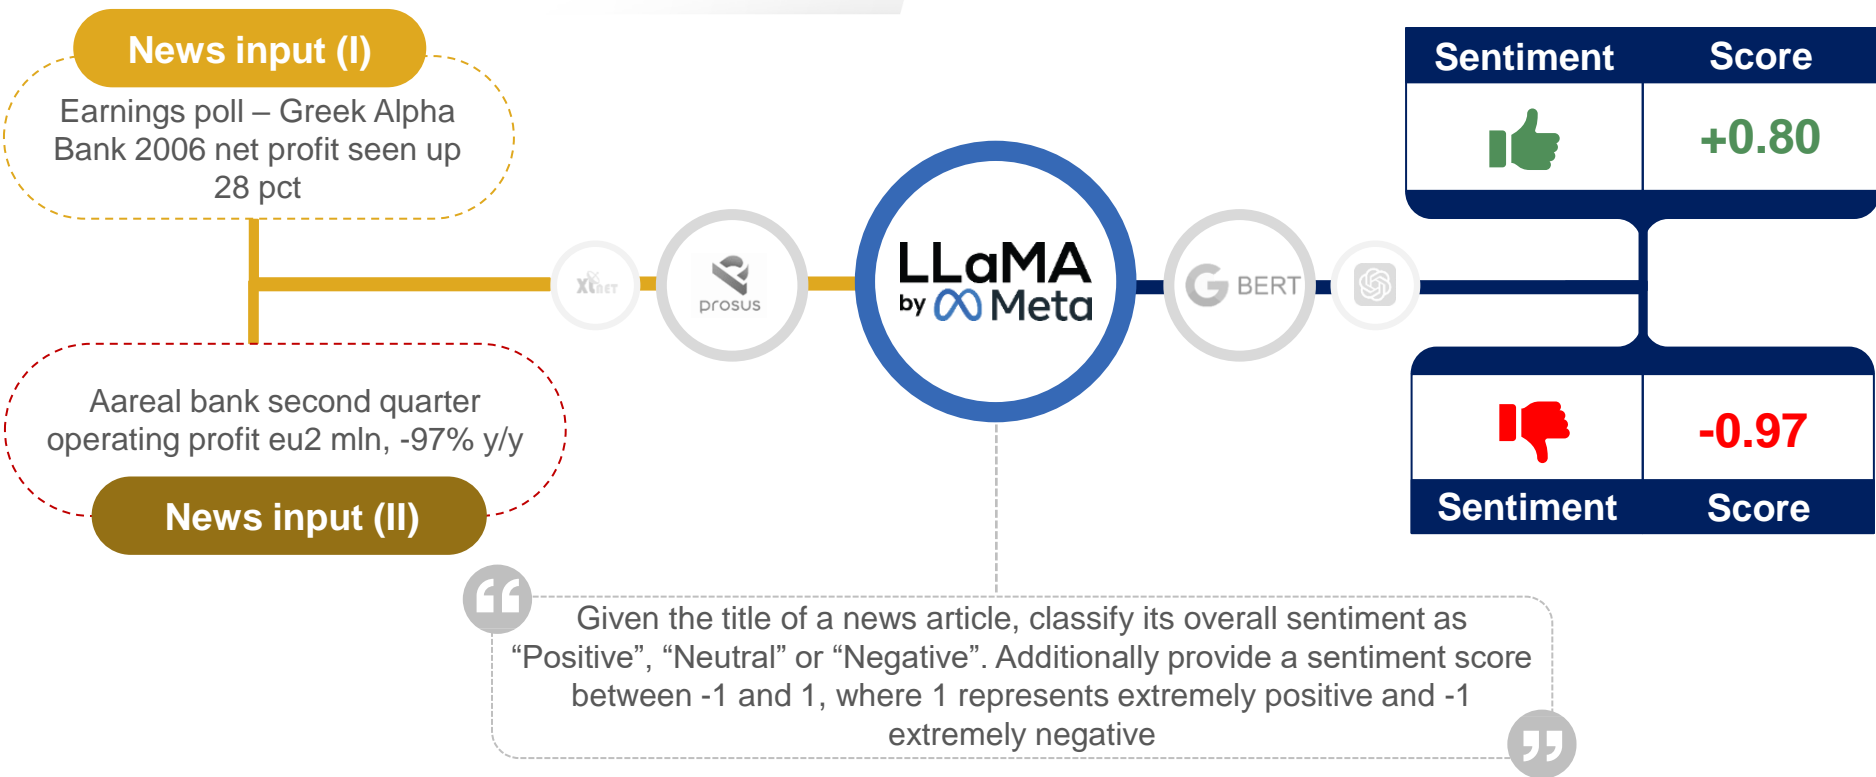 News input (I)
Earnings poll – Greek Alpha
Bank 2006 net profit seen up
28 pct
Sentiment Score
+0.80
XLNET
prosus
LLaMA
by Meta
G BERT
Aareal bank second quarter
operating profit eu2 mln, -97% y/y
News input (II)
-0.97
Sentiment Score
“
Given the title of a news article, classify its overall sentiment as
“Positive”, “Neutral” or “Negative”. Additionally provide a sentiment score
between -1 and 1, where 1 represents extremely positive and -1
extremely negative
”